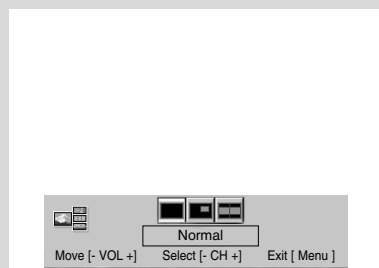 Normal
Move [- VOL +] Select [- CH +] Exit [ Menu ]